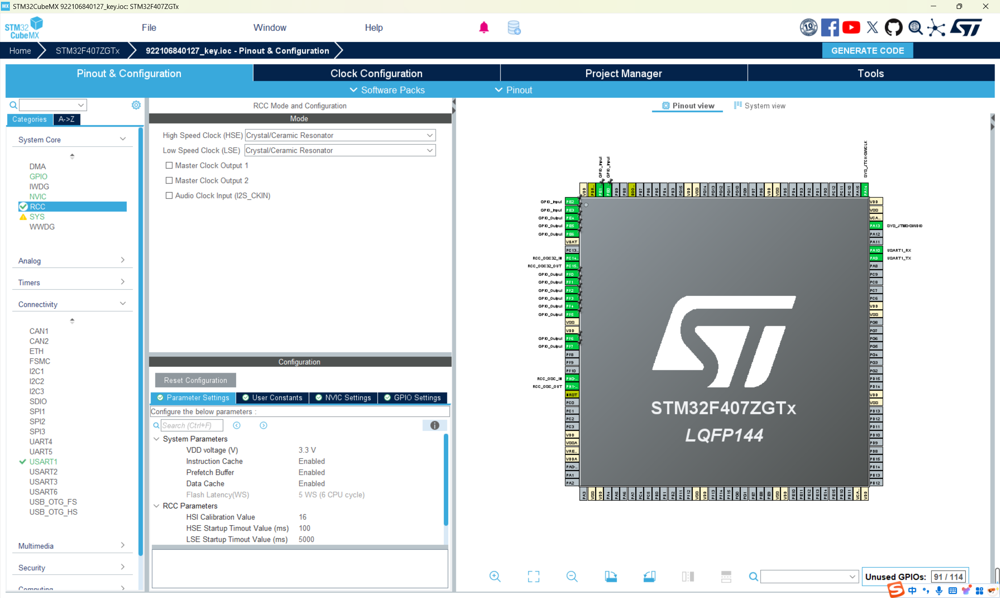 STM32CubeMX 922106840127_key.ioc: STM32F407ZGTx
STM32 CubeMX
File
Window
Help
10
Home
STM32F407ZGTx
922106840127_key.ioc - Pinout & Configuration
GENERATE CODE
Pinout & Configuration
Clock Configuration
Project Manager
Tools
Software Packs
Pinout
Categories
A->Z
System Core
DMA
GPIO
IWDG
NVIC
RCC
SYS
WWDG
Analog
Timers
Connectivity
CAN1
CAN2
ETH
FSMC
I2C1
I2C2
I2C3
SDIO
SPI1
SPI2
SPI3
UART4
UART5
USART1
USART2
USART3
USART6
USB_OTG_FS
USB_OTG_HS
Multimedia
Security
Computing
RCC Mode and Configuration
Mode
High Speed Clock (HSE) Crystal/Ceramic Resonator
Low Speed Clock (LSE) Crystal/Ceramic Resonator
Master Clock Output 1
Master Clock Output 2
Audio Clock Input (I2S_CKIN)
Configuration
Reset Configuration
Parameter Settings
User Constants
NVIC Settings
GPIO Settings
Configure the below parameters :
Search (Ctrl+F)
System Parameters
VDD voltage (V) 3.3 V
Instruction Cache Enabled
Prefetch Buffer Enabled
Data Cache Enabled
Flash Latency(WS) 5 WS (6 CPU cycle)
RCC Parameters
HSI Calibration Value 16
HSE Startup Timout Value (ms) 100
LSE Startup Timout Value (ms) 5000
Pinout view
System view
GPIO_Input
GPIO_Input
SYS_JTCK-SWCLK
VDD PDR.. PE1 PE0 PB9 PB8 BOO.. PB7 PB6 PB5 PB4 PB3 PG15 VDD VSS PG14 PG13 PG12 PG11 PG10 PG9 PD7 PD6 VDD VSS PD5 PD4 PD3 PD2 PD1 PD0 PC12 PC11 PC10 PA15 PA14
GPIO_Input PE2
GPIO_Input PE3
GPIO_Output PE4
GPIO_Output PE5
GPIO_Output PE6
VBAT
PC13..
RCC_OSC32_IN PC14..
RCC_OSC32_OUT PC15..
GPIO_Output PF0
GPIO_Output PF1
GPIO_Output PF2
GPIO_Output PF3
GPIO_Output PF4
GPIO_Output PF5
VSS
VDD
GPIO_Output PF6
GPIO_Output PF7
PF8
PF9
PF10
RCC_OSC_IN PH0-..
RCC_OSC_OUT PH1-..
NRST
PC0
PC1
PC2
PC3
VDD
VSSA
VRE..
VDDA
PA0-..
PA1
PA2
STM32F407ZGTx
LQFP144
VDD
VSS
VCA..
PA13 SYS_JTMS-SWDIO
PA12
PA11
PA10 USART1_RX
PA9 USART1_TX
PA8
PC9
PC8
PC7
PC6
VDD
VSS
PG8
PG7
PG6
PG5
PG4
PG3
PG2
PD15
PD14
VDD
VSS
PD13
PD12
PD11
PD10
PD9
PD8
PB15
PB14
PB13
PB12
PA3 VSS VDD PA4 PA5 PA6 PA7 PC4 PC5 PB0 PB1 PB2 PF11 PF12 VSS VDD PF13 PF14 PF15 PG0 PG1 PE7 PE8 PE9 VSS VDD PE10 PE11 PE12 PE13 PE14 PE15 PB10 PB11 VCA.. VDD
Unused GPIOs: 91 / 114
中